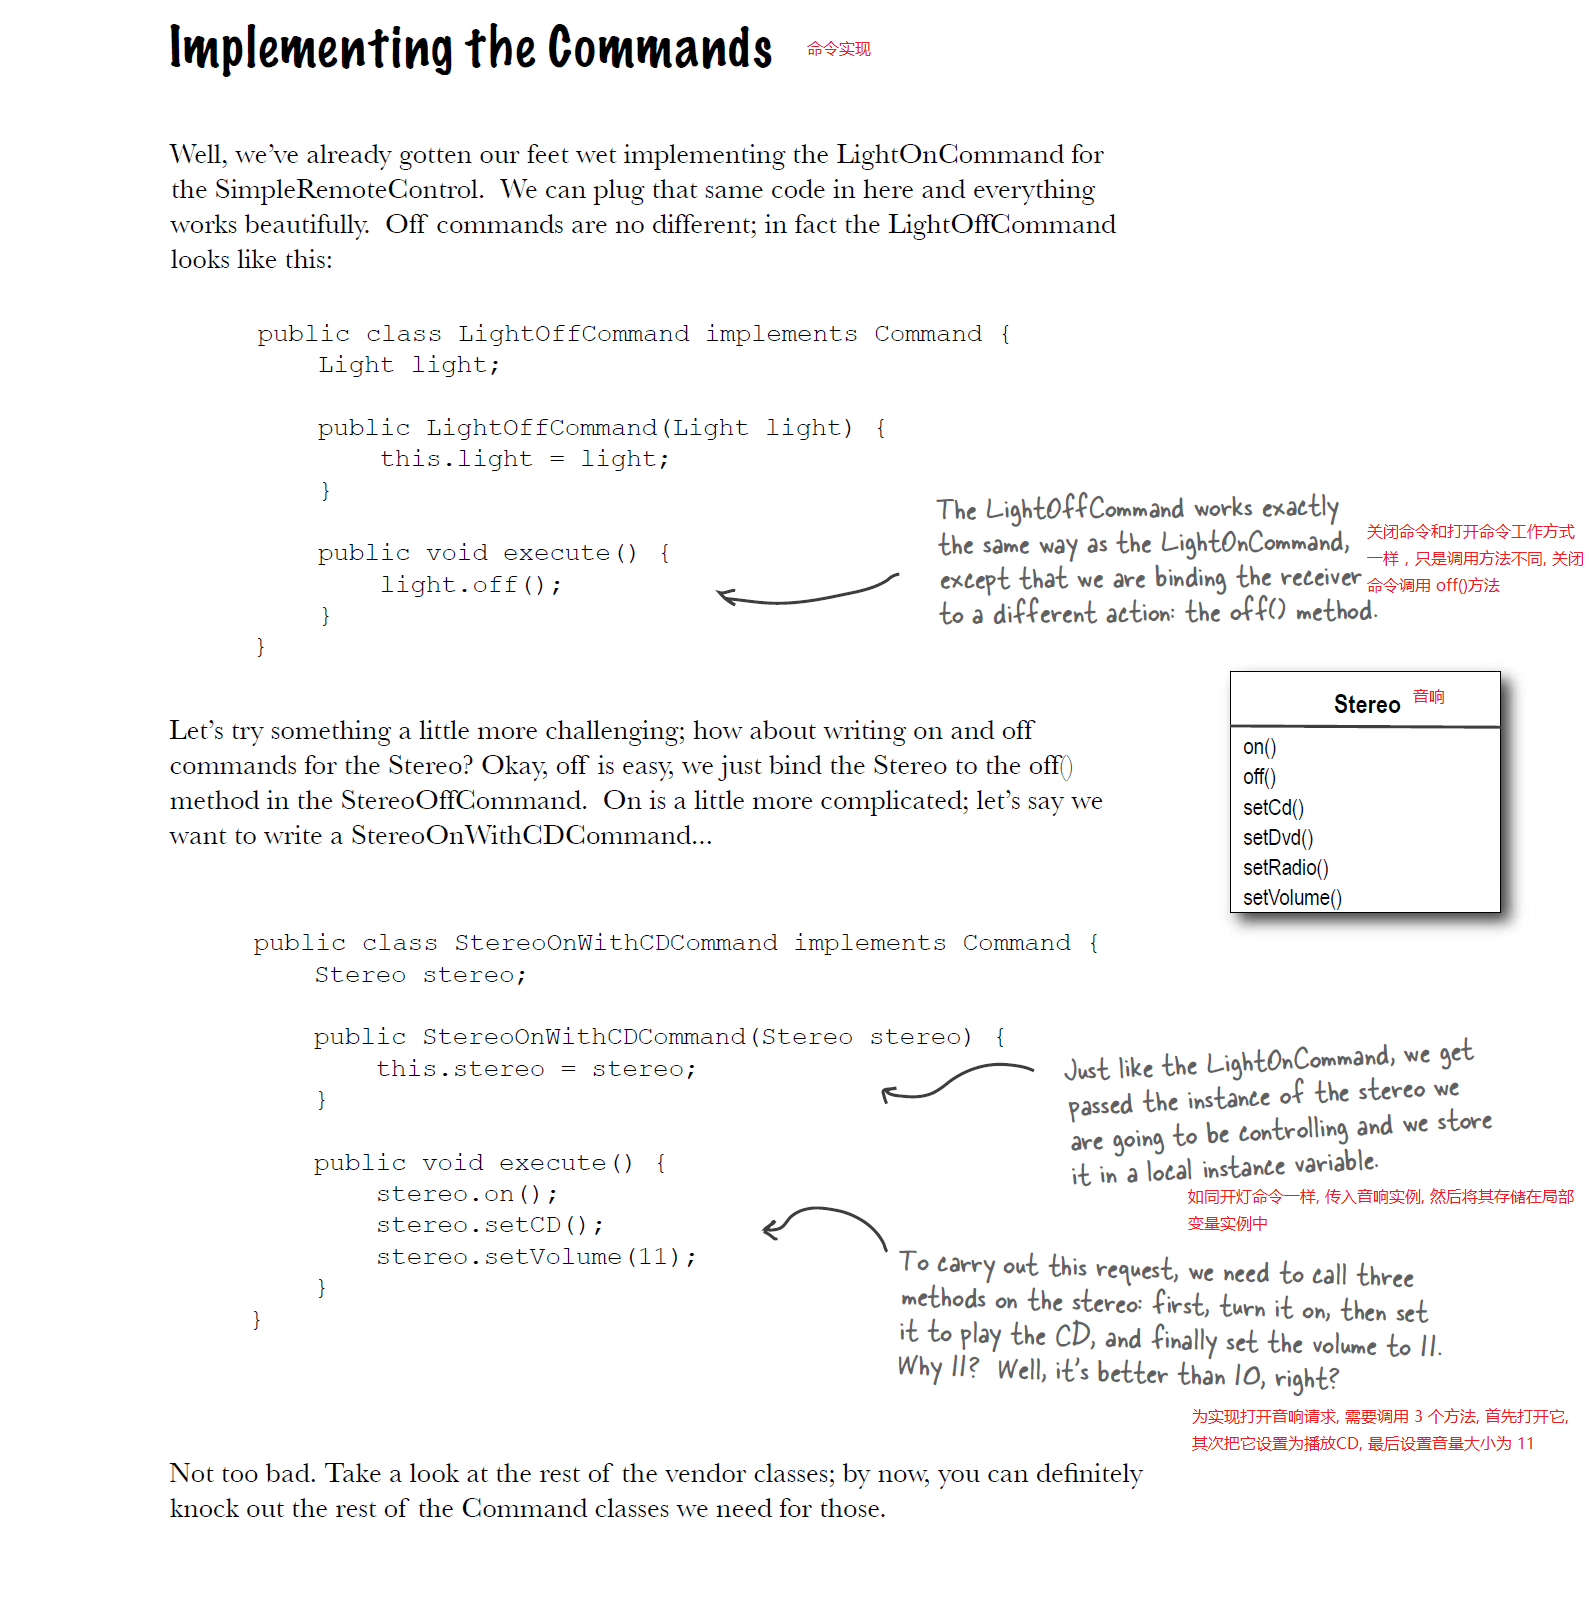 Implementing the Commands 命令实现
Well, we've already gotten our feet wet implementing the LightOnCommand for
the SimpleRemoteControl.  We can plug that same code in here and everything
works beautifully.  Off commands are no different; in fact the LightOffCommand
looks like this:
public class LightOffCommand implements Command {
    Light light;
    public LightOffCommand(Light light) {
        this.light = light;
    }
    public void execute() {
        light.off();
    }
}
The LightOffCommand works exactly
the same way as the LightOnCommand,
except that we are binding the receiver
to a different action: the off() method.
关闭命令和打开命令工作方式
一样，只是调用方法不同, 关闭
命令调用 off()方法
Stereo 音响
on()
off()
setCd()
setDvd()
setRadio()
setVolume()
Let's try something a little more challenging; how about writing on and off
commands for the Stereo? Okay, off is easy, we just bind the Stereo to the off()
method in the StereoOffCommand.  On is a little more complicated; let's say we
want to write a StereoOnWithCDCommand...
public class StereoOnWithCDCommand implements Command {
    Stereo stereo;
    public StereoOnWithCDCommand(Stereo stereo) {
        this.stereo = stereo;
    }
    public void execute() {
        stereo.on();
        stereo.setCD();
        stereo.setVolume(11);
    }
}
Just like the LightOnCommand, we get
passed the instance of the stereo we
are going to be controlling and we store
it in a local instance variable.
如同开灯命令一样, 传入音响实例, 然后将其存储在局部
变量实例中
To carry out this request, we need to call three
methods on the stereo: first, turn it on, then set
it to play the CD, and finally set the volume to 11.
Why 11?  Well, it's better than 10, right?
为实现打开音响请求, 需要调用 3 个方法, 首先打开它,
其次把它设置为播放CD, 最后设置音量大小为 11
Not too bad. Take a look at the rest of the vendor classes; by now, you can definitely
knock out the rest of the Command classes we need for those.